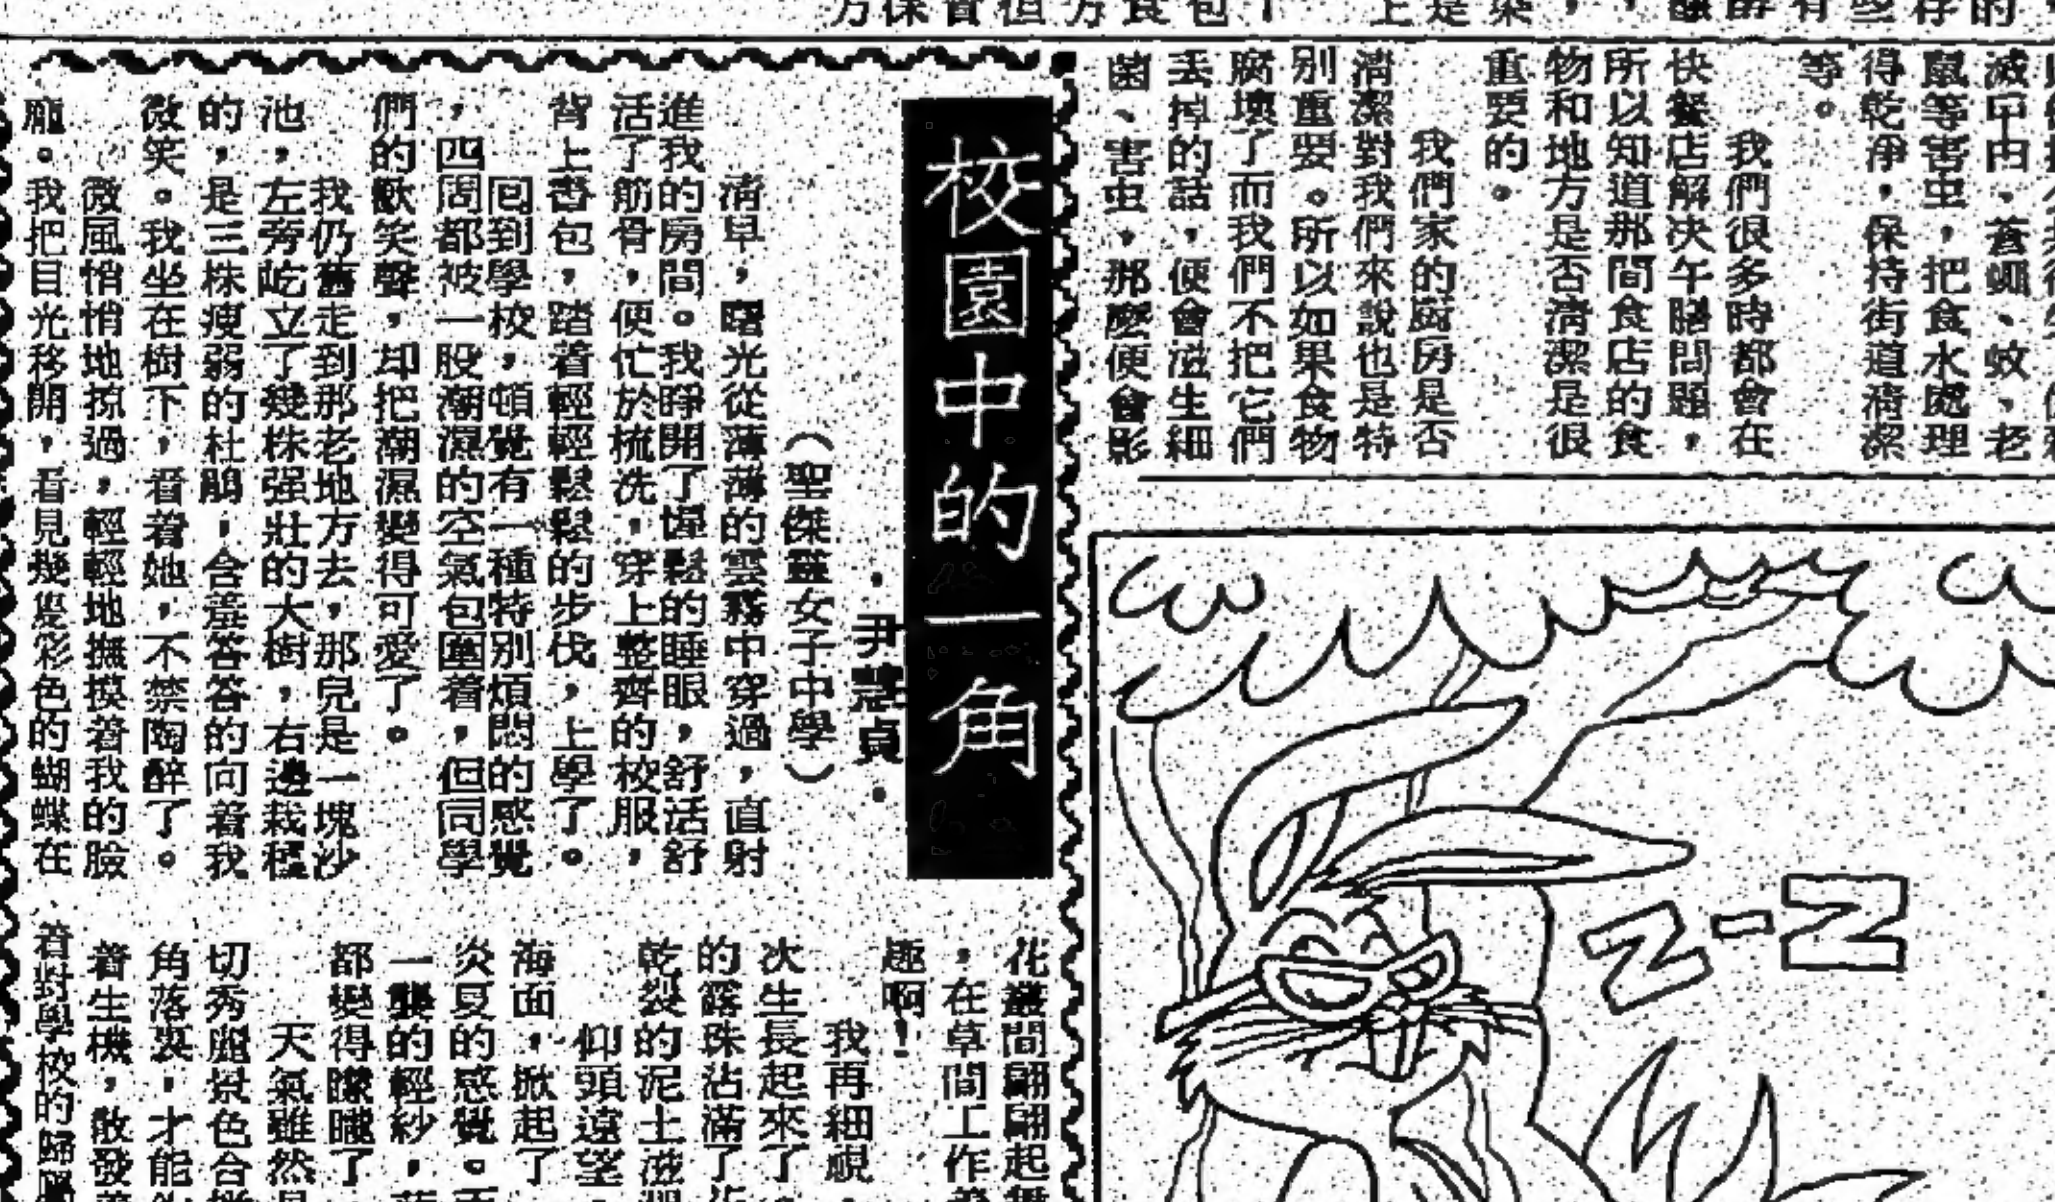 鼠等害虫，把食水處理
得乾淨，保持街道清潔
等。
我們很多時都會在
快餐店解決午膳問題，
所以知道那間食店的食
物和地方是否清潔是很
重要的。
我們家的廚房是否
清潔對我們來說也是特
別重要。所以如果食物
腐壞了而我們不把它們
丟掉的話，便會滋生細
菌、害虫，那麼便會影
校園中的一角
·尹慧貞·
（聖傑靈女子中學）
清早，曙光從薄薄的雲霧中穿過，直射
進我的房間。我睜開了惺鬆的睡眼，舒活舒
活了筋骨，便忙於梳洗，穿上整齊的校服，
背上書包，踏着輕輕鬆鬆的步伐，上學了。
回到學校，頓覺有一種特別煩悶的感覺
，四周都被一股潮濕的空氣包圍着，但同學
們的歡笑聲，却把潮濕變得可愛了。
我仍舊走到那老地方去，那兒是一塊沙
池，左旁屹立了幾株强壯的大樹，右邊栽種
的，是三株瘦弱的杜鵑；含羞答答的向着我
微笑。我坐在樹下，看着她，不禁陶醉了。
微風悄悄地掠過，輕輕地撫摸着我的臉
龐。我把目光移開，看見幾隻彩色的蝴蝶在
花叢間翩翩起舞
，在草間工作着
趣啊！
我再細視，
次生長起來了。
的露珠沾滿了
乾裂的泥土滋潤
仰頭遠望，
海面，掀起了
炎夏的感覺。
一襲的輕紗，
都變得矇矓了
天氣雖然
切秀麗景色合
角落裏，才能
着生機，散發着
着對學校的歸屬
Z-Z